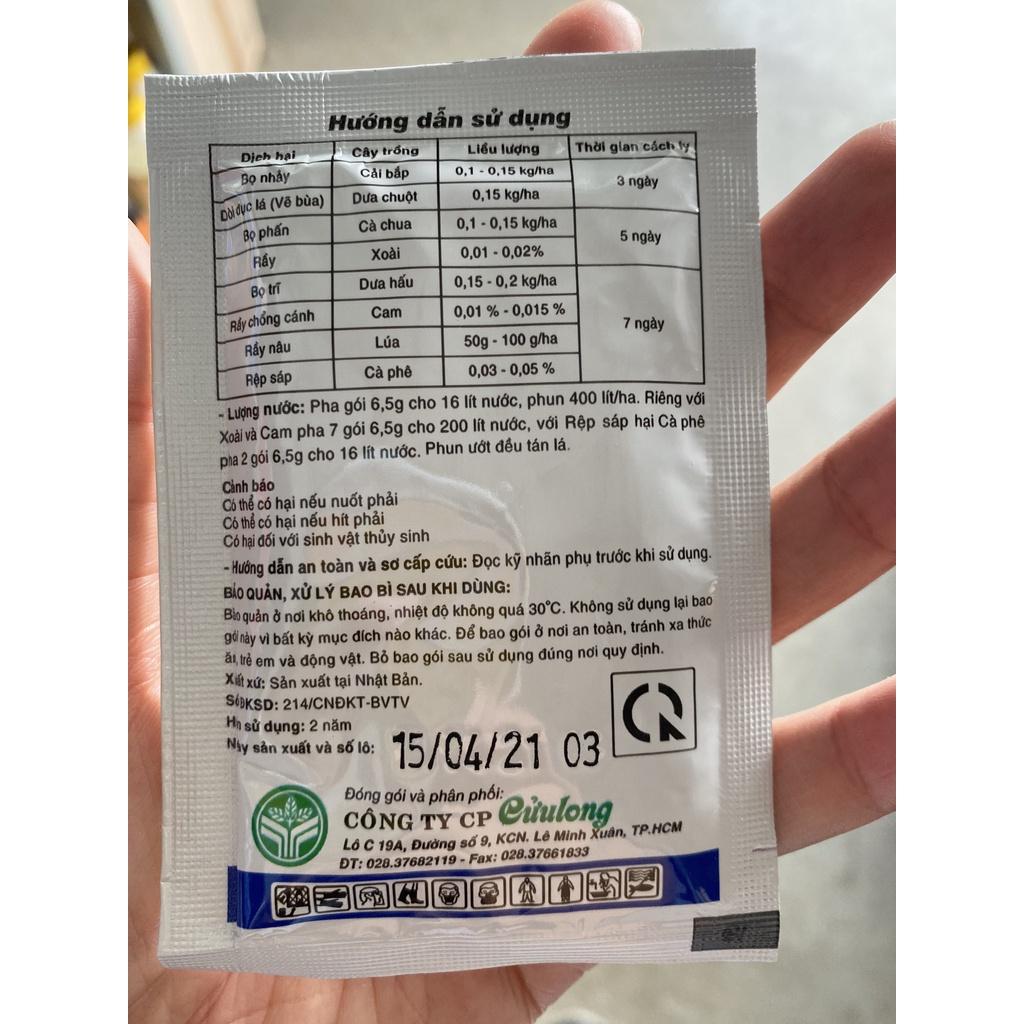 Hướng dẫn sử dụng
Dịch hại Cây trồng Liều lượng Thời gian cách ly
Bọ nhảy Cải bắp 0,1 - 0,15 kg/ha 3 ngày
Dòi đục lá (Vẽ bùa) Dưa chuột 0,15 kg/ha
Bọ phấn Cà chua 0,1 - 0,15 kg/ha 5 ngày
Rầy Xoài 0,01 - 0,02%
Bọ trĩ Dưa hấu 0,15 - 0,2 kg/ha 7 ngày
Rầy chổng cánh Cam 0,01 % - 0,015 %
Rầy nâu Lúa 50g - 100 g/ha
Rệp sáp Cà phê 0,03 - 0,05 %
- Lượng nước: Pha gói 6,5g cho 16 lít nước, phun 400 lít/ha. Riêng với
Xoài và Cam pha 7 gói 6,5g cho 200 lít nước, với Rệp sáp hại Cà phê
pha 2 gói 6,5g cho 16 lít nước. Phun ướt đều tán lá.
Cảnh báo
Có thể có hại nếu nuốt phải
Có thể có hại nếu hít phải
Có hại đối với sinh vật thủy sinh
- Hướng dẫn an toàn và sơ cấp cứu: Đọc kỹ nhãn phụ trước khi sử dụng.
BẢO QUẢN, XỬ LÝ BAO BÌ SAU KHI DÙNG:
Bảo quản ở nơi khô thoáng, nhiệt độ không quá 30°C. Không sử dụng lại bao
gói này vì bất kỳ mục đích nào khác. Để bao gói ở nơi an toàn, tránh xa thức
ăn, trẻ em và động vật. Bỏ bao gói sau sử dụng đúng nơi quy định.
Xuất xứ: Sản xuất tại Nhật Bản.
Số ĐKSD: 214/CNĐKT-BVTV
Hạn sử dụng: 2 năm
Ngày sản xuất và số lô: 15/04/21 03
Đóng gói và phân phối:
CÔNG TY CP Cửulong
Lô C 19A, Đường số 9, KCN. Lê Minh Xuân, TP.HCM
ĐT: 028.37682119 - Fax: 028.37661833